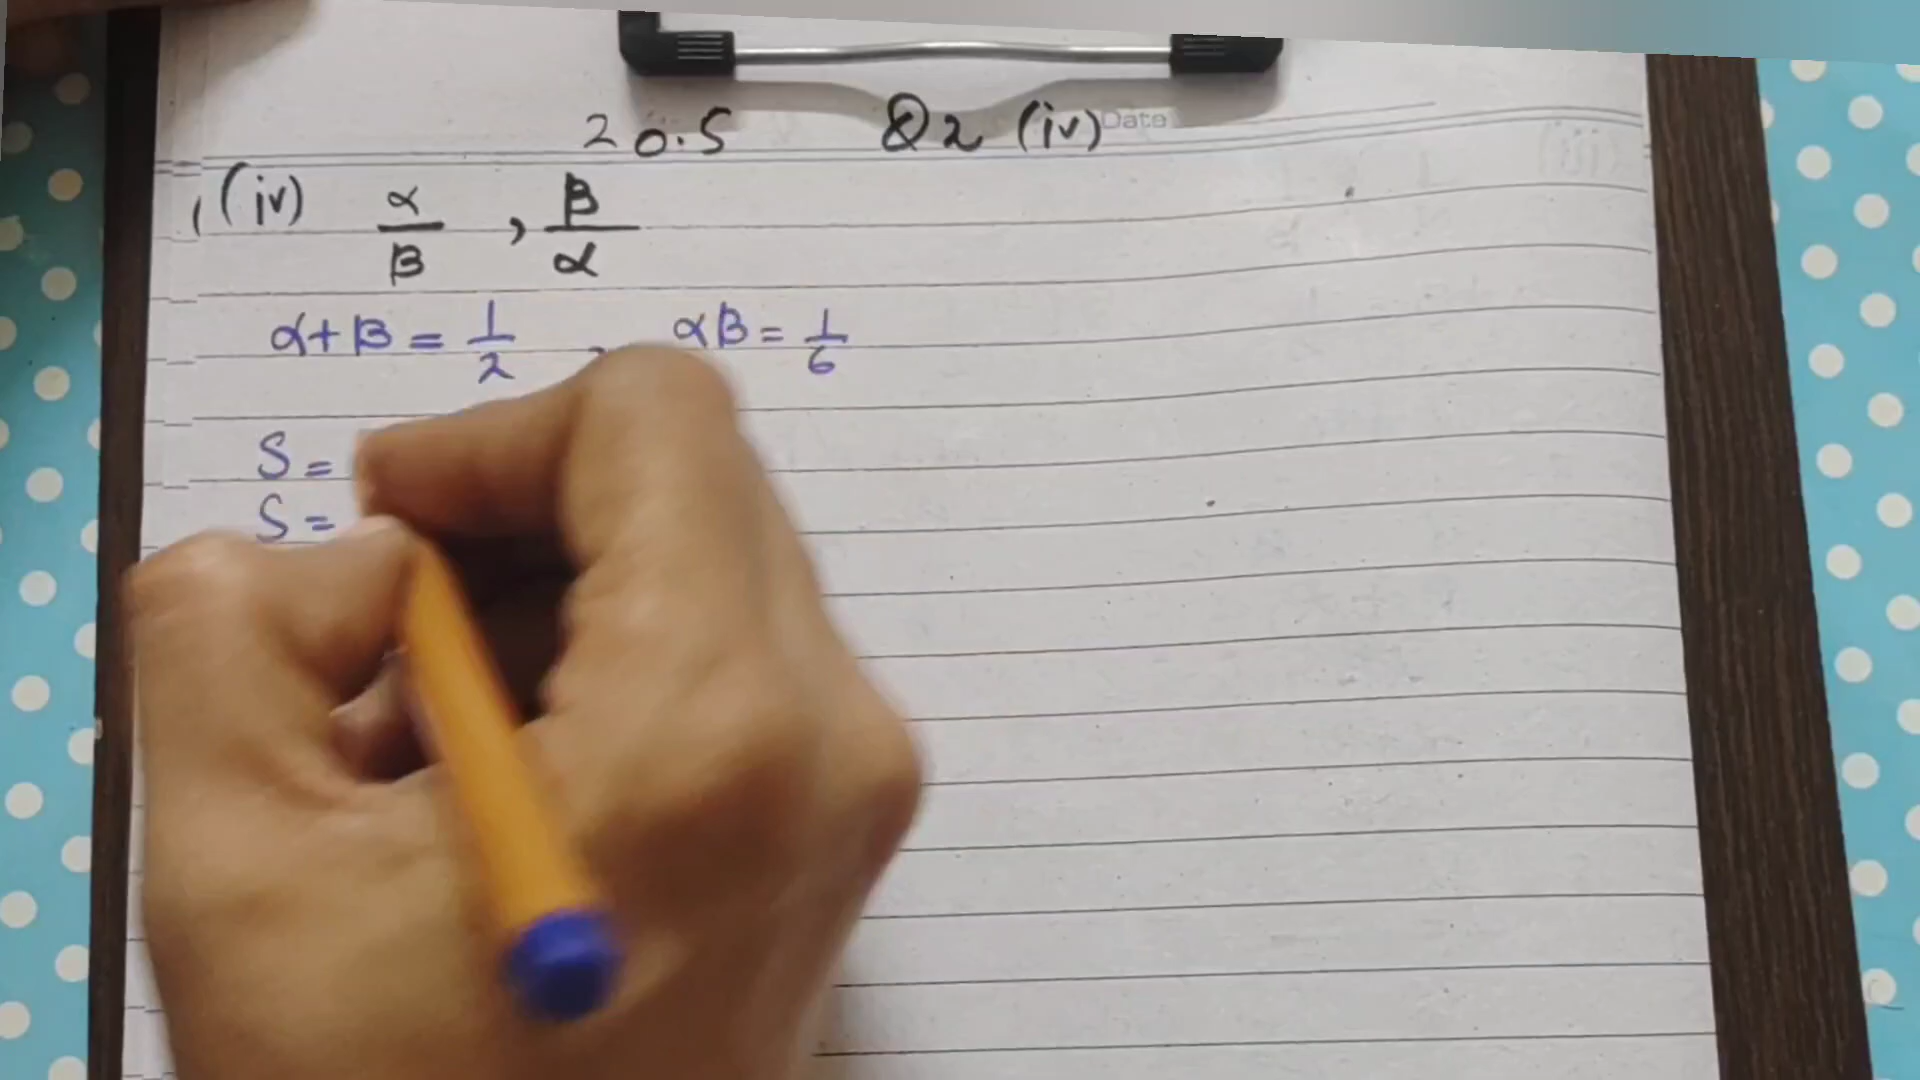 20.5 Q2 (iv) Date
(iv) α/β , β/α
α+β = 1/2 , αβ = 1/6
S =
S =